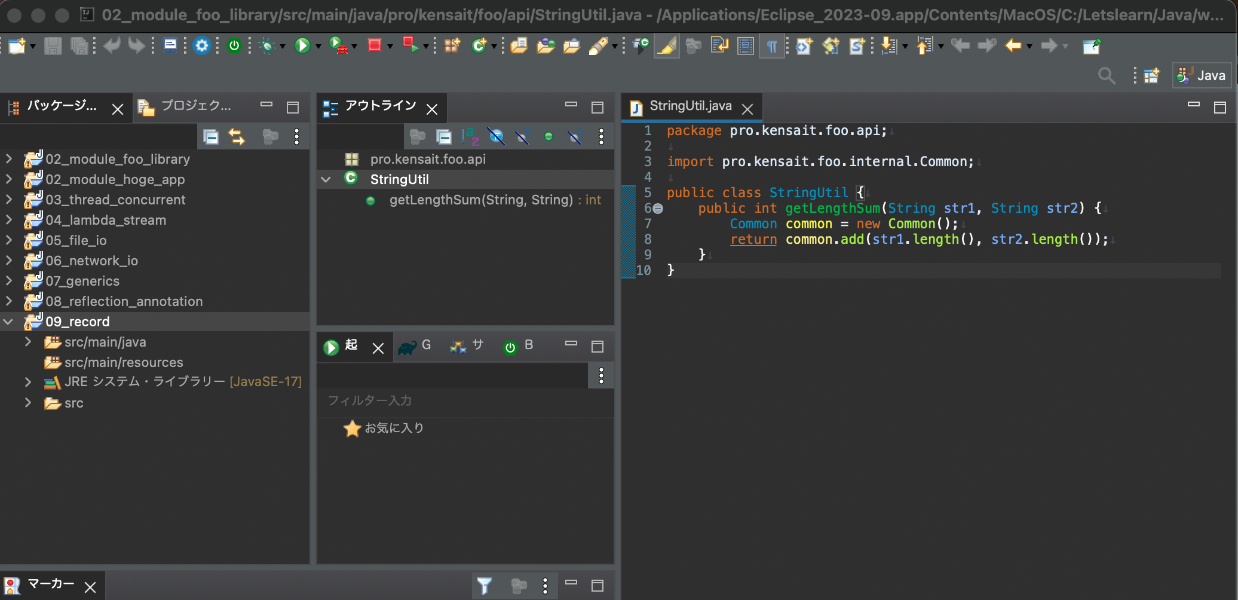 02_module_foo_library/src/main/java/pro/kensait/foo/api/StringUtil.java - /Applications/Eclipse_2023-09.app/Contents/MacOS/C:/Letslearn/Java/w...
Java
パッケージ...
プロジェク...
02_module_foo_library
02_module_hoge_app
03_thread_concurrent
04_lambda_stream
05_file_io
06_network_io
07_generics
08_reflection_annotation
09_record
src/main/java
src/main/resources
JRE システム・ライブラリー [JavaSE-17]
src
アウトライン
pro.kensait.foo.api
StringUtil
getLengthSum(String, String) : int
起
G
サ
B
フィルター入力
お気に入り
StringUtil.java
1 package pro.kensait.foo.api;
2
3 import pro.kensait.foo.internal.Common;
4
5 public class StringUtil {
6 public int getLengthSum(String str1, String str2) {
7 Common common = new Common();
8 return common.add(str1.length(), str2.length());
9 }
10 }
マーカー